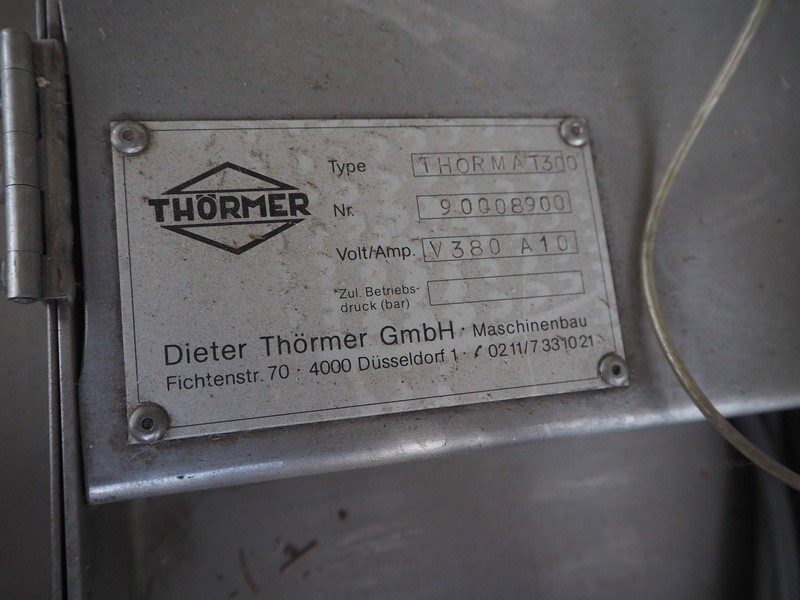 THÖRMER
Type THORMAT300
Nr. 90008900
Volt/Amp. V380 A10
*Zul. Betriebs-
druck (bar)
Dieter Thörmer GmbH · Maschinenbau
Fichtenstr. 70 · 4000 Düsseldorf 1 · ✆ 0211/7331021